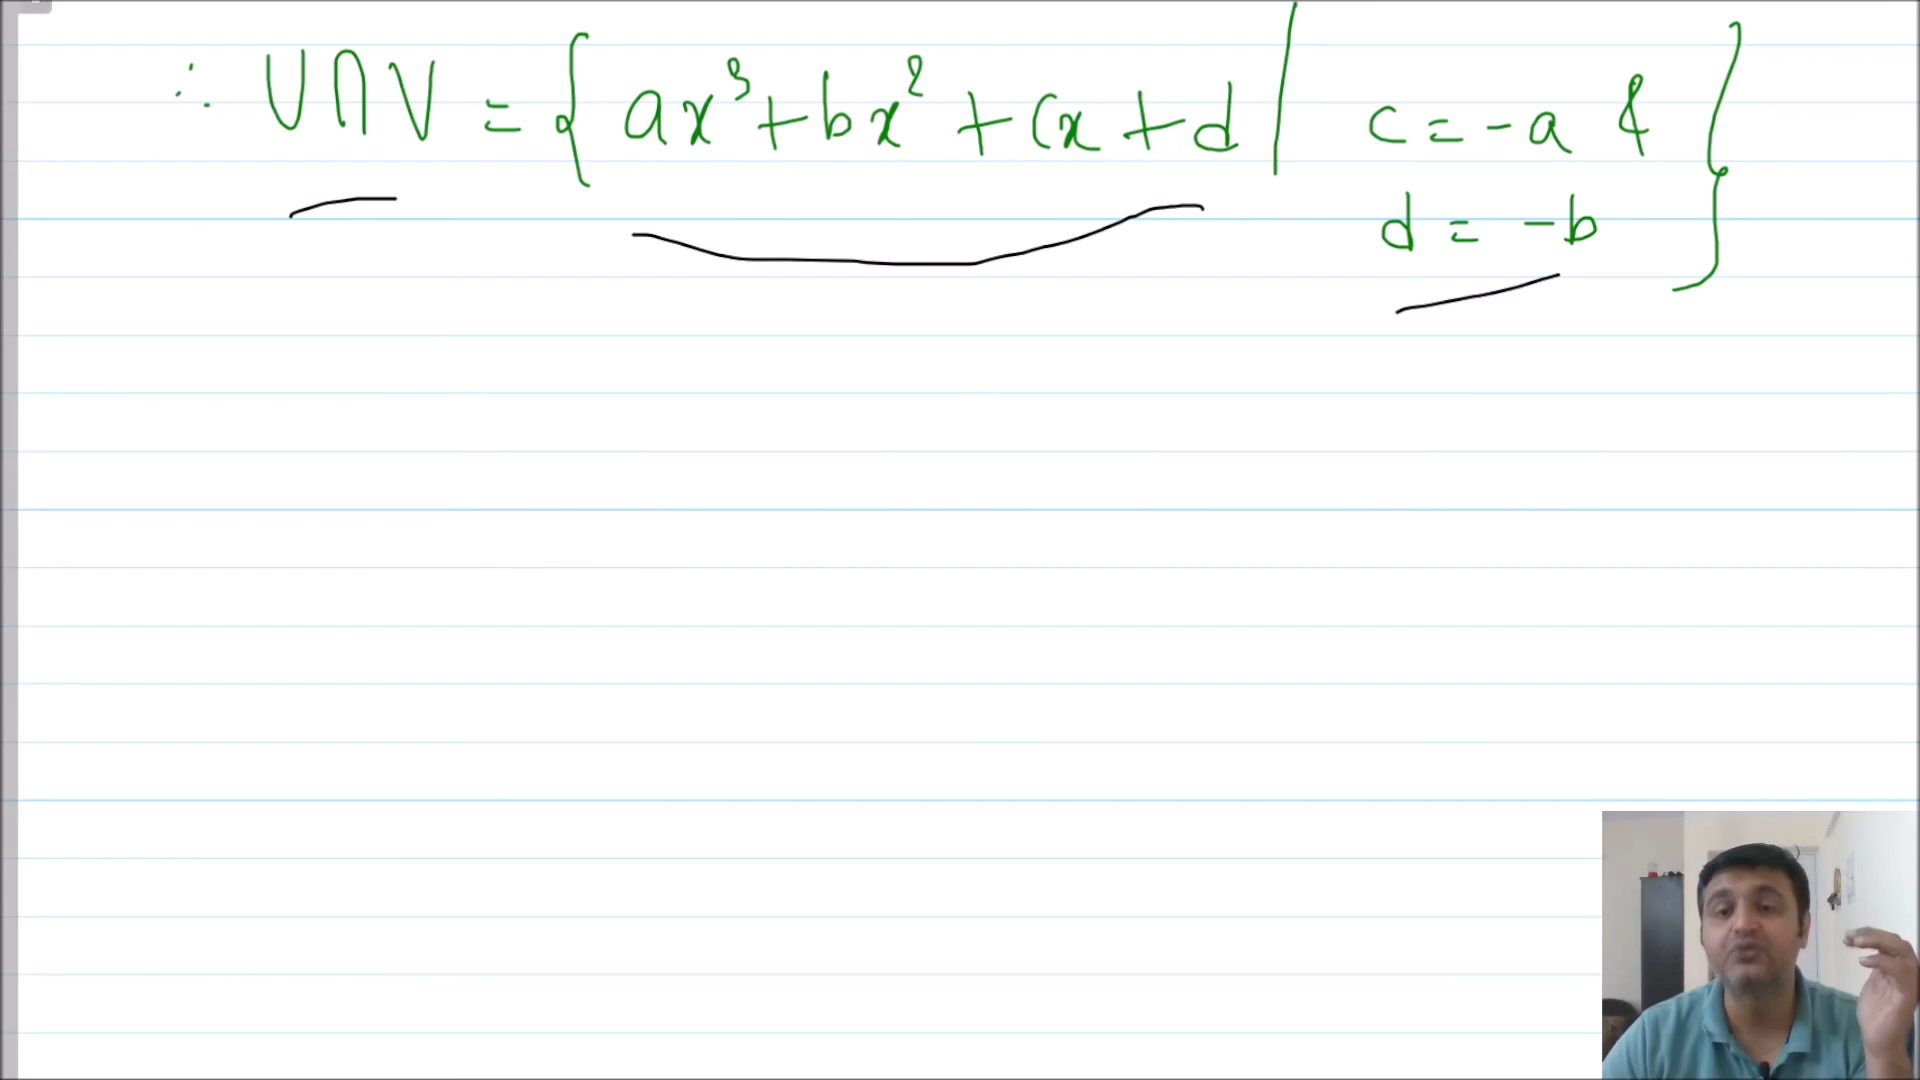 ∴ U∩V = { ax³ + bx² + cx + d | c = -a & }
d = -b